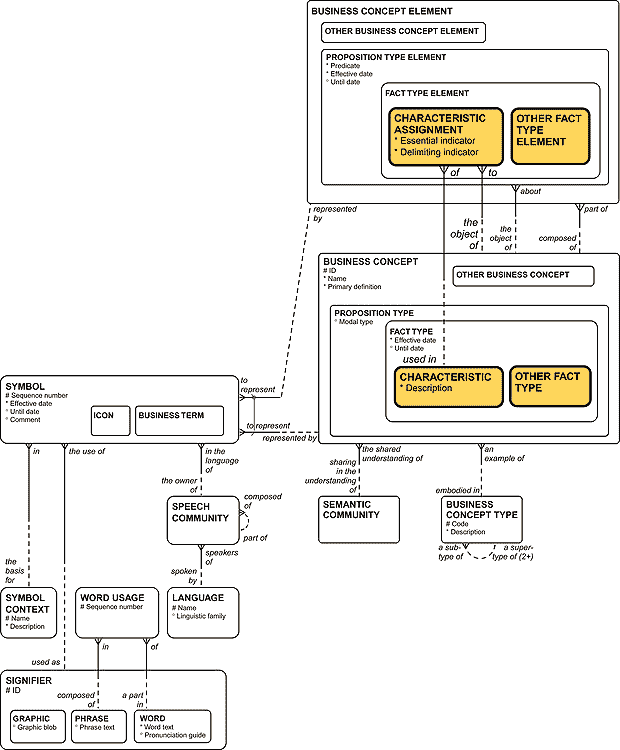 BUSINESS CONCEPT ELEMENT
OTHER BUSINESS CONCEPT ELEMENT
PROPOSITION TYPE ELEMENT
* Predicate
* Effective date
° Until date
FACT TYPE ELEMENT
CHARACTERISTIC
ASSIGNMENT
* Essential indicator
* Delimiting indicator
OTHER FACT
TYPE
ELEMENT
of
to
about
represented
by
part of
the
object
of
the
object
of
composed
of
BUSINESS CONCEPT
# ID
* Name
* Primary definition
OTHER BUSINESS CONCEPT
PROPOSITION TYPE
° Modal type
FACT TYPE
* Effective date
° Until date
used in
CHARACTERISTIC
* Description
OTHER FACT
TYPE
to
represent
SYMBOL
# Sequence number
* Effective date
° Until date
° Comment
ICON
BUSINESS TERM
to represent
represented by
in
the use of
in the
language
of
the shared
understanding of
an
example of
sharing
in the
understanding
of
the owner
of
embodied in
SPEECH
COMMUNITY
composed
of
part of
SEMANTIC
COMMUNITY
BUSINESS
CONCEPT TYPE
# Code
* Description
a sub-
type of
a super-
type of (2+)
speakers
of
the
basis
for
spoken
by
SYMBOL
CONTEXT
# Name
* Description
WORD USAGE
# Sequence number
LANGUAGE
# Name
° Linguistic family
in
of
used as
SIGNIFIER
# ID
composed
of
a part
in
GRAPHIC
° Graphic blob
PHRASE
° Phrase text
WORD
* Word text
° Pronunciation guide